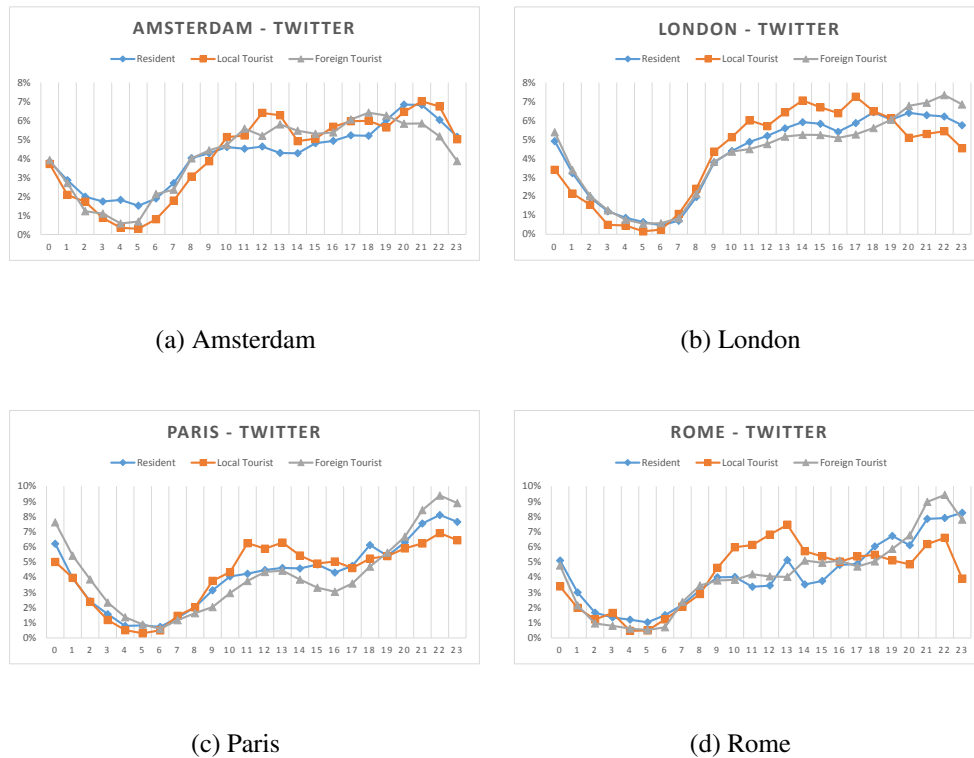 AMSTERDAM - TWITTER
Resident Local Tourist Foreign Tourist
8%
7%
6%
5%
4%
3%
2%
1%
0%
0 1 2 3 4 5 6 7 8 9 10 11 12 13 14 15 16 17 18 19 20 21 22 23
(a) Amsterdam
LONDON - TWITTER
Resident Local Tourist Foreign Tourist
8%
7%
6%
5%
4%
3%
2%
1%
0%
0 1 2 3 4 5 6 7 8 9 10 11 12 13 14 15 16 17 18 19 20 21 22 23
(b) London
PARIS - TWITTER
Resident Local Tourist Foreign Tourist
10%
9%
8%
7%
6%
5%
4%
3%
2%
1%
0%
0 1 2 3 4 5 6 7 8 9 10 11 12 13 14 15 16 17 18 19 20 21 22 23
(c) Paris
ROME - TWITTER
Resident Local Tourist Foreign Tourist
10%
9%
8%
7%
6%
5%
4%
3%
2%
1%
0%
0 1 2 3 4 5 6 7 8 9 10 11 12 13 14 15 16 17 18 19 20 21 22 23
(d) Rome